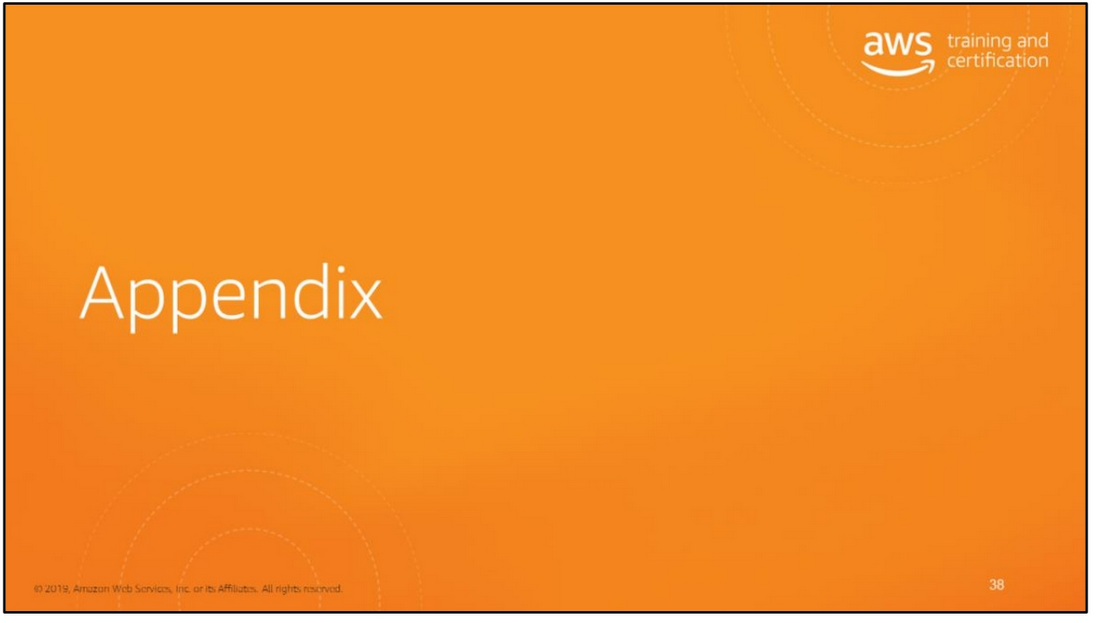 aws training and
certification
Appendix
© 2019, Amazon Web Services, Inc. or its Affiliates. All rights reserved.
38